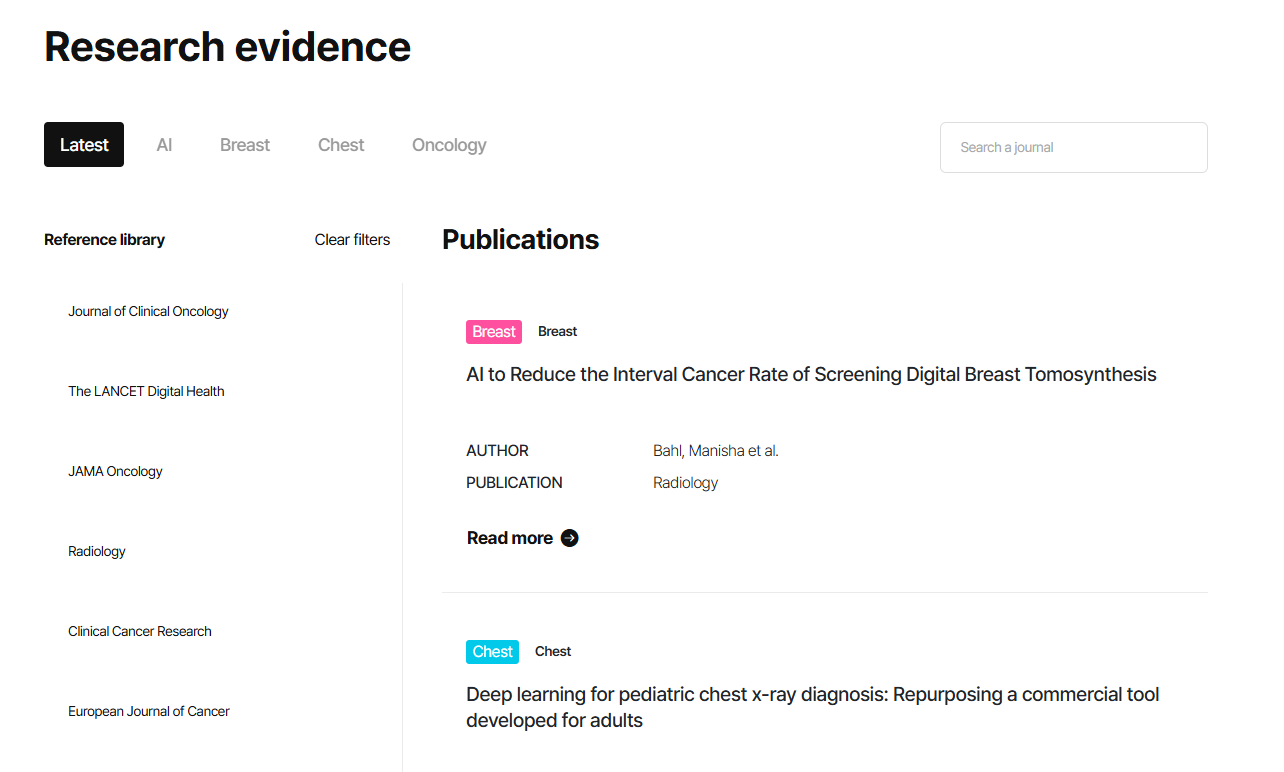 Research evidence
Latest AI Breast Chest Oncology
Search a journal
Reference library Clear filters
Journal of Clinical Oncology
The LANCET Digital Health
JAMA Oncology
Radiology
Clinical Cancer Research
European Journal of Cancer
Publications
Breast Breast
AI to Reduce the Interval Cancer Rate of Screening Digital Breast Tomosynthesis
AUTHOR Bahl, Manisha et al.
PUBLICATION Radiology
Read more
Chest Chest
Deep learning for pediatric chest x-ray diagnosis: Repurposing a commercial tool
developed for adults